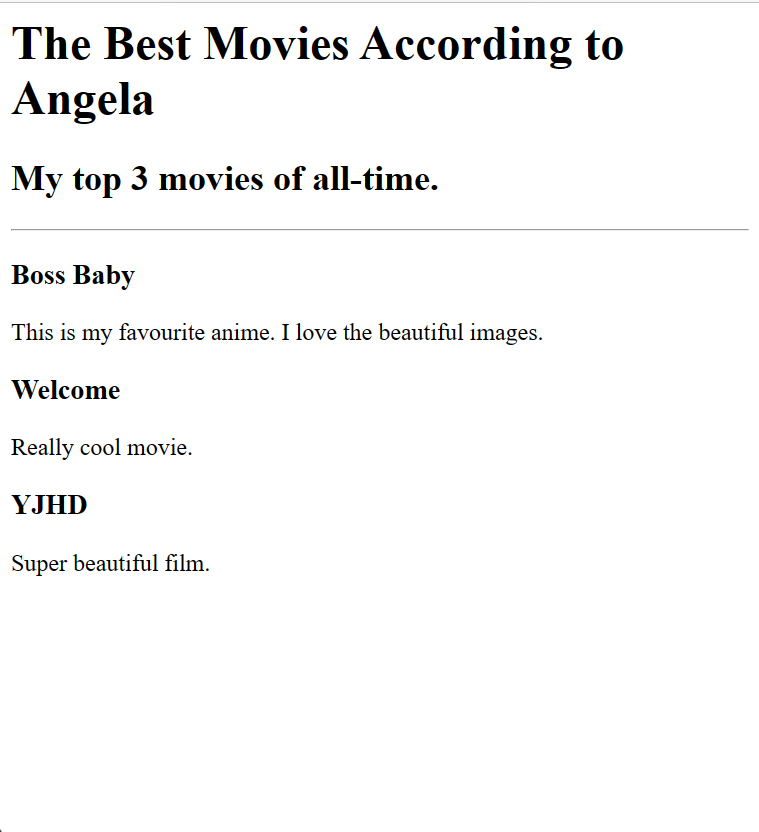 The Best Movies According to
Angela
My top 3 movies of all-time.
Boss Baby
This is my favourite anime. I love the beautiful images.
Welcome
Really cool movie.
YJHD
Super beautiful film.